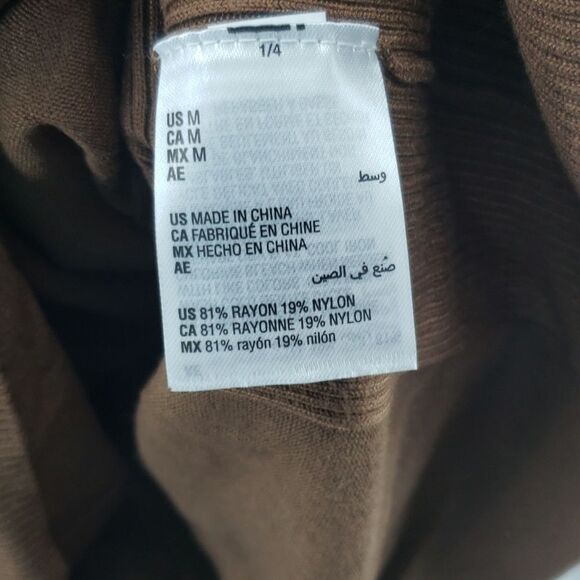 1/4
US M
CA M
MX M
AE وسط
US MADE IN CHINA
CA FABRIQUÉ EN CHINE
MX HECHO EN CHINA
AE صُنع في الصين
US 81% RAYON 19% NYLON
CA 81% RAYONNE 19% NYLON
MX 81% rayón 19% nilón